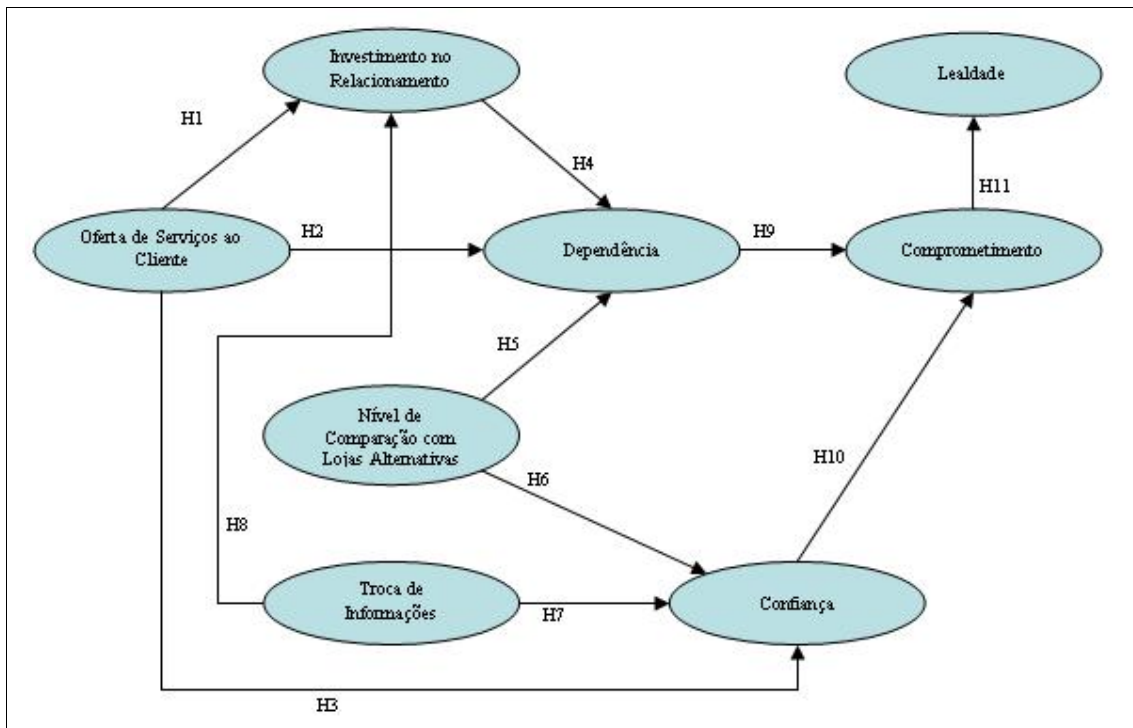 Investimento no
Relacionamento
Lealdade
H1
H4
H11
Oferta de Serviços ao
Cliente
H2
Dependência
H9
Comprometimento
H5
Nível de
Comparação com
Lojas Alternativas
H6
H10
H8
Troca de
Informações
H7
Confiança
H3